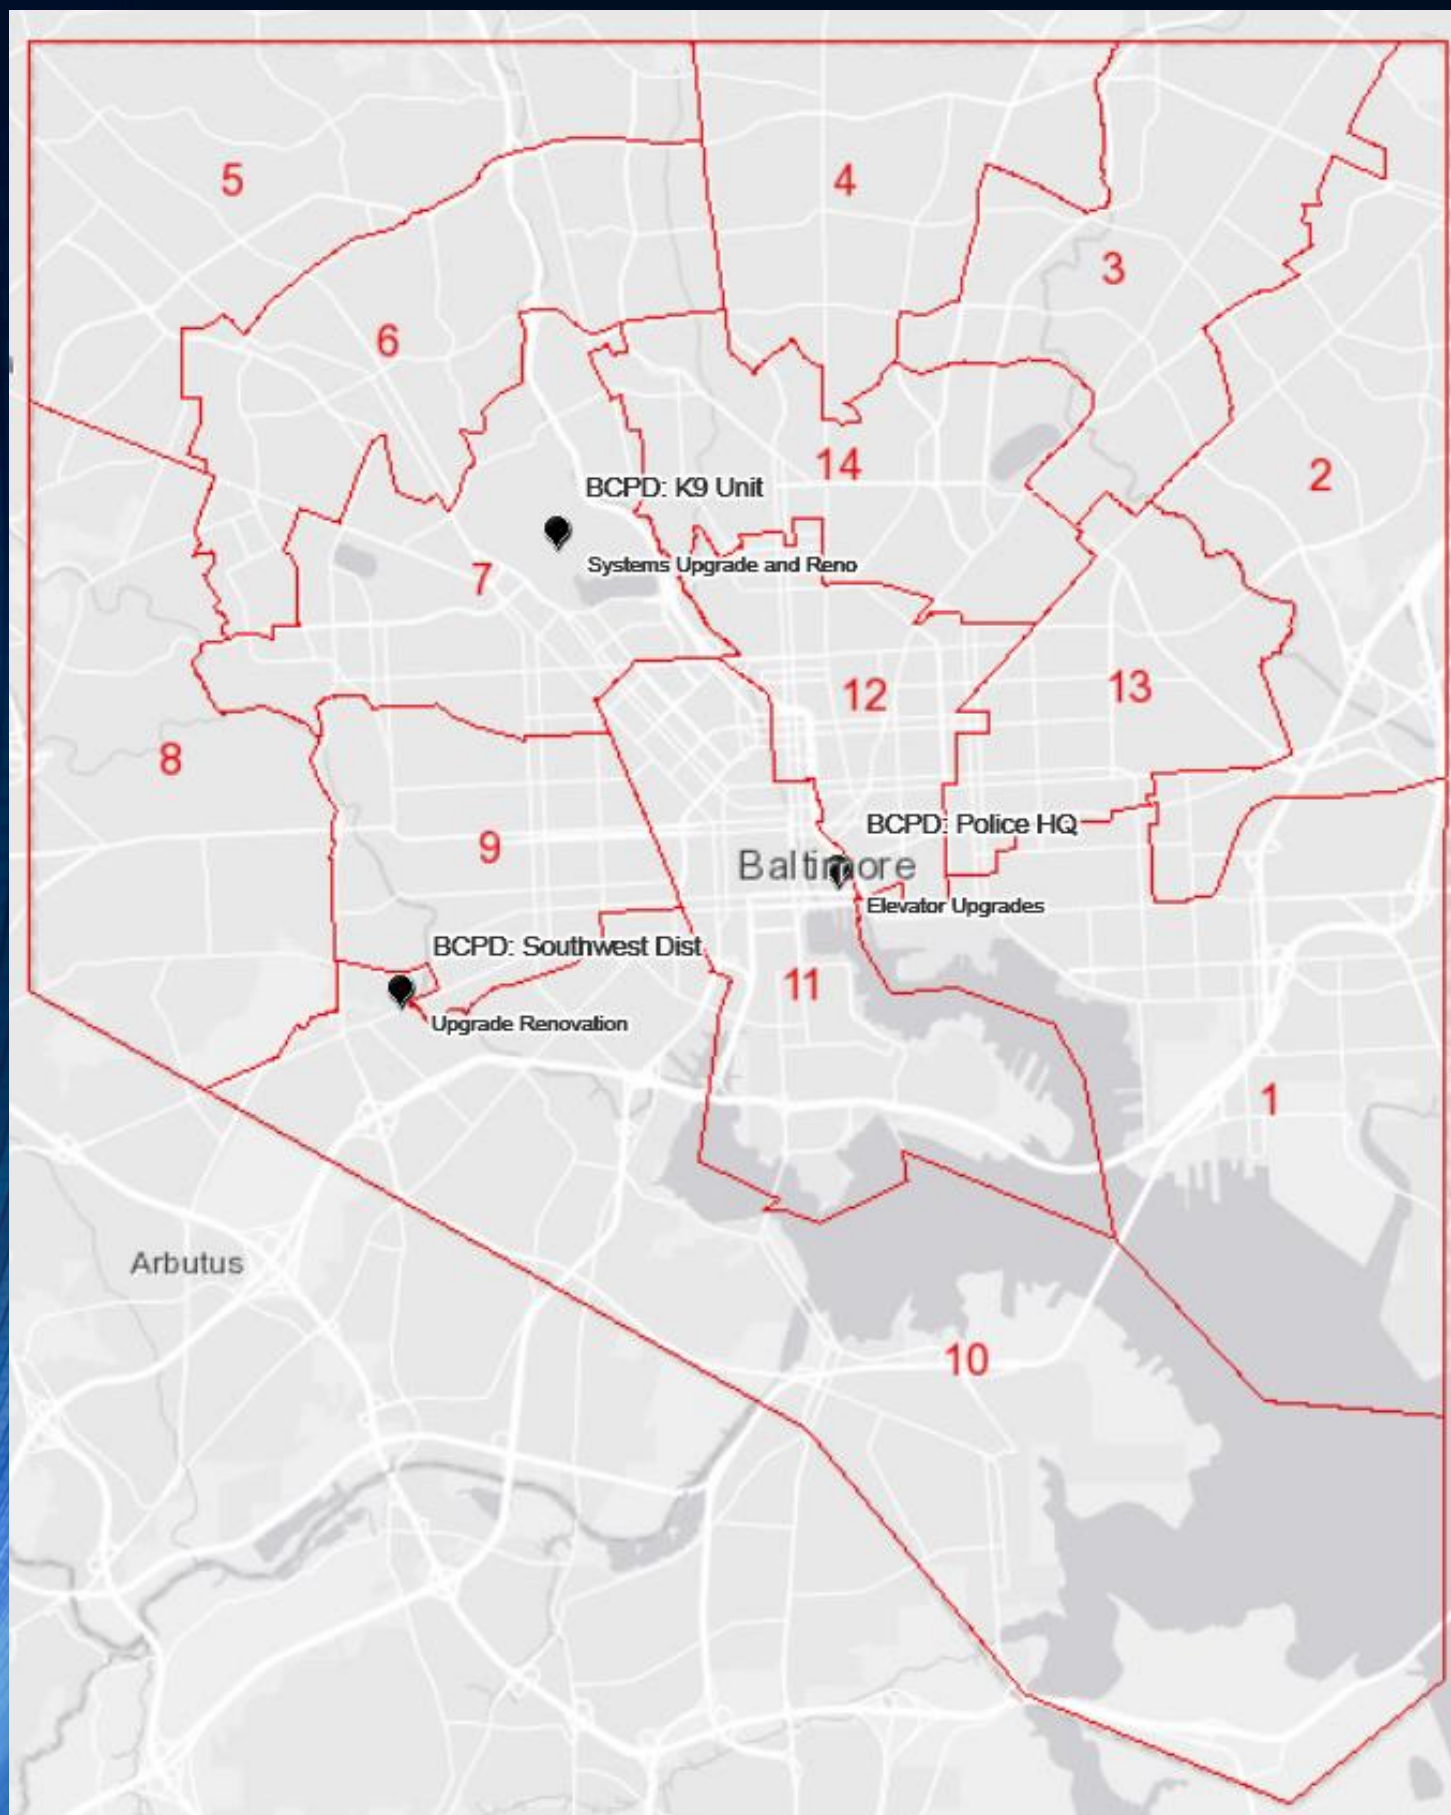 5
4
3
6
14
2
BCPD: K9 Unit
Systems Upgrade and Reno
7
12
13
8
BCPD: Police HQ
9
Baltimore
Elevator Upgrades
BCPD: Southwest Dist
11
Upgrade Renovation
1
Arbutus
10